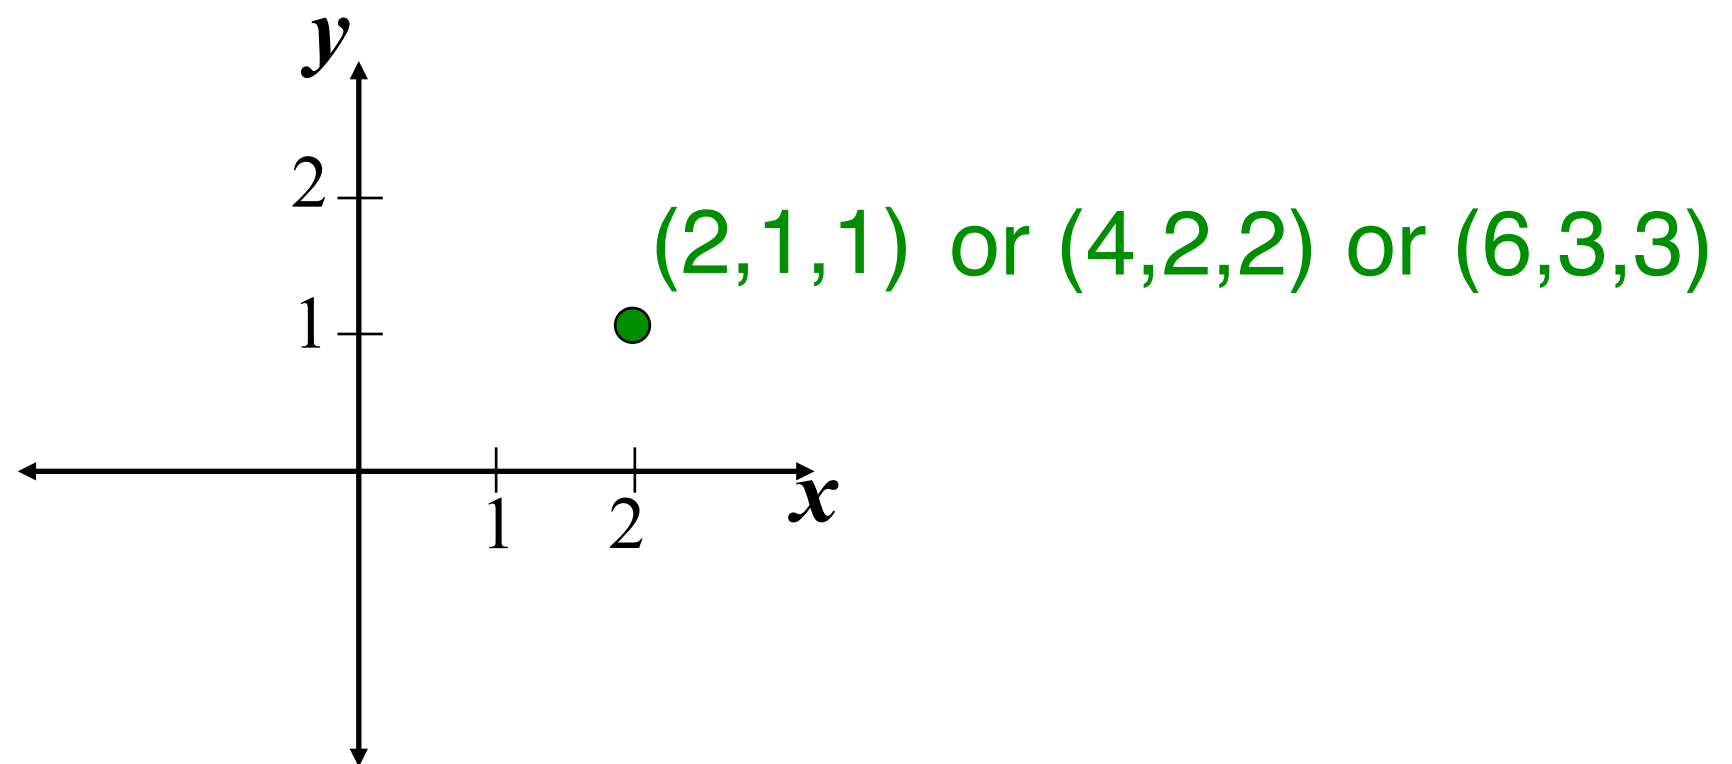 y
2
(2,1,1) or (4,2,2) or (6,3,3)
1
x
1 2